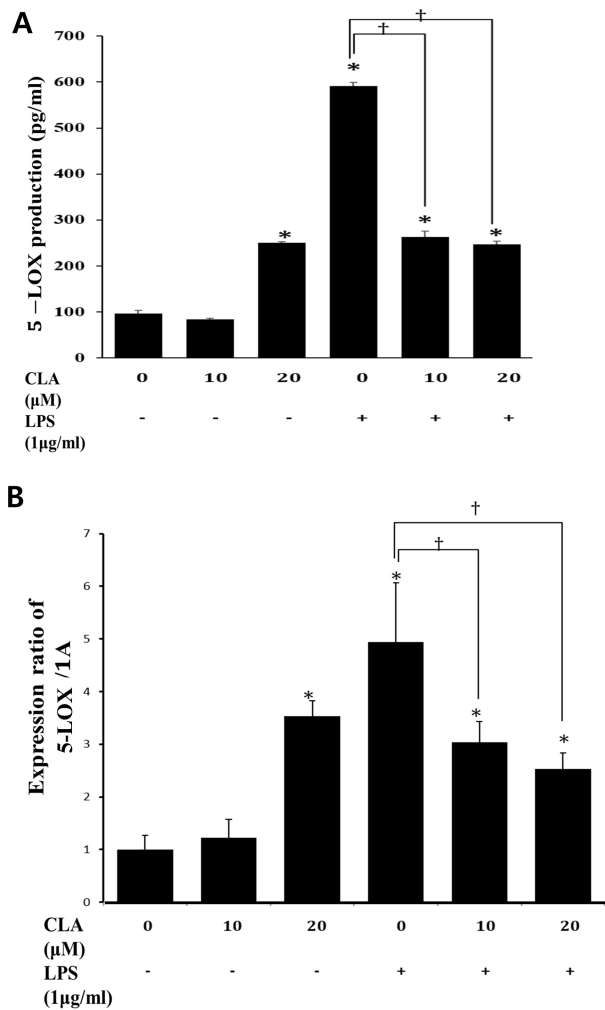 A
†
†
700
600
500
400
300
200
100
0
5 –LOX production (pg/ml)
* * * *
CLA 0 10 20 0 10 20
(μM)
LPS - - - + + +
(1μg/ml)
B
†
†
7
6
5
4
3
2
1
0
Expression ratio of
5-LOX /1A
* * * *
CLA 0 10 20 0 10 20
(μM)
LPS - - - + + +
(1μg/ml)